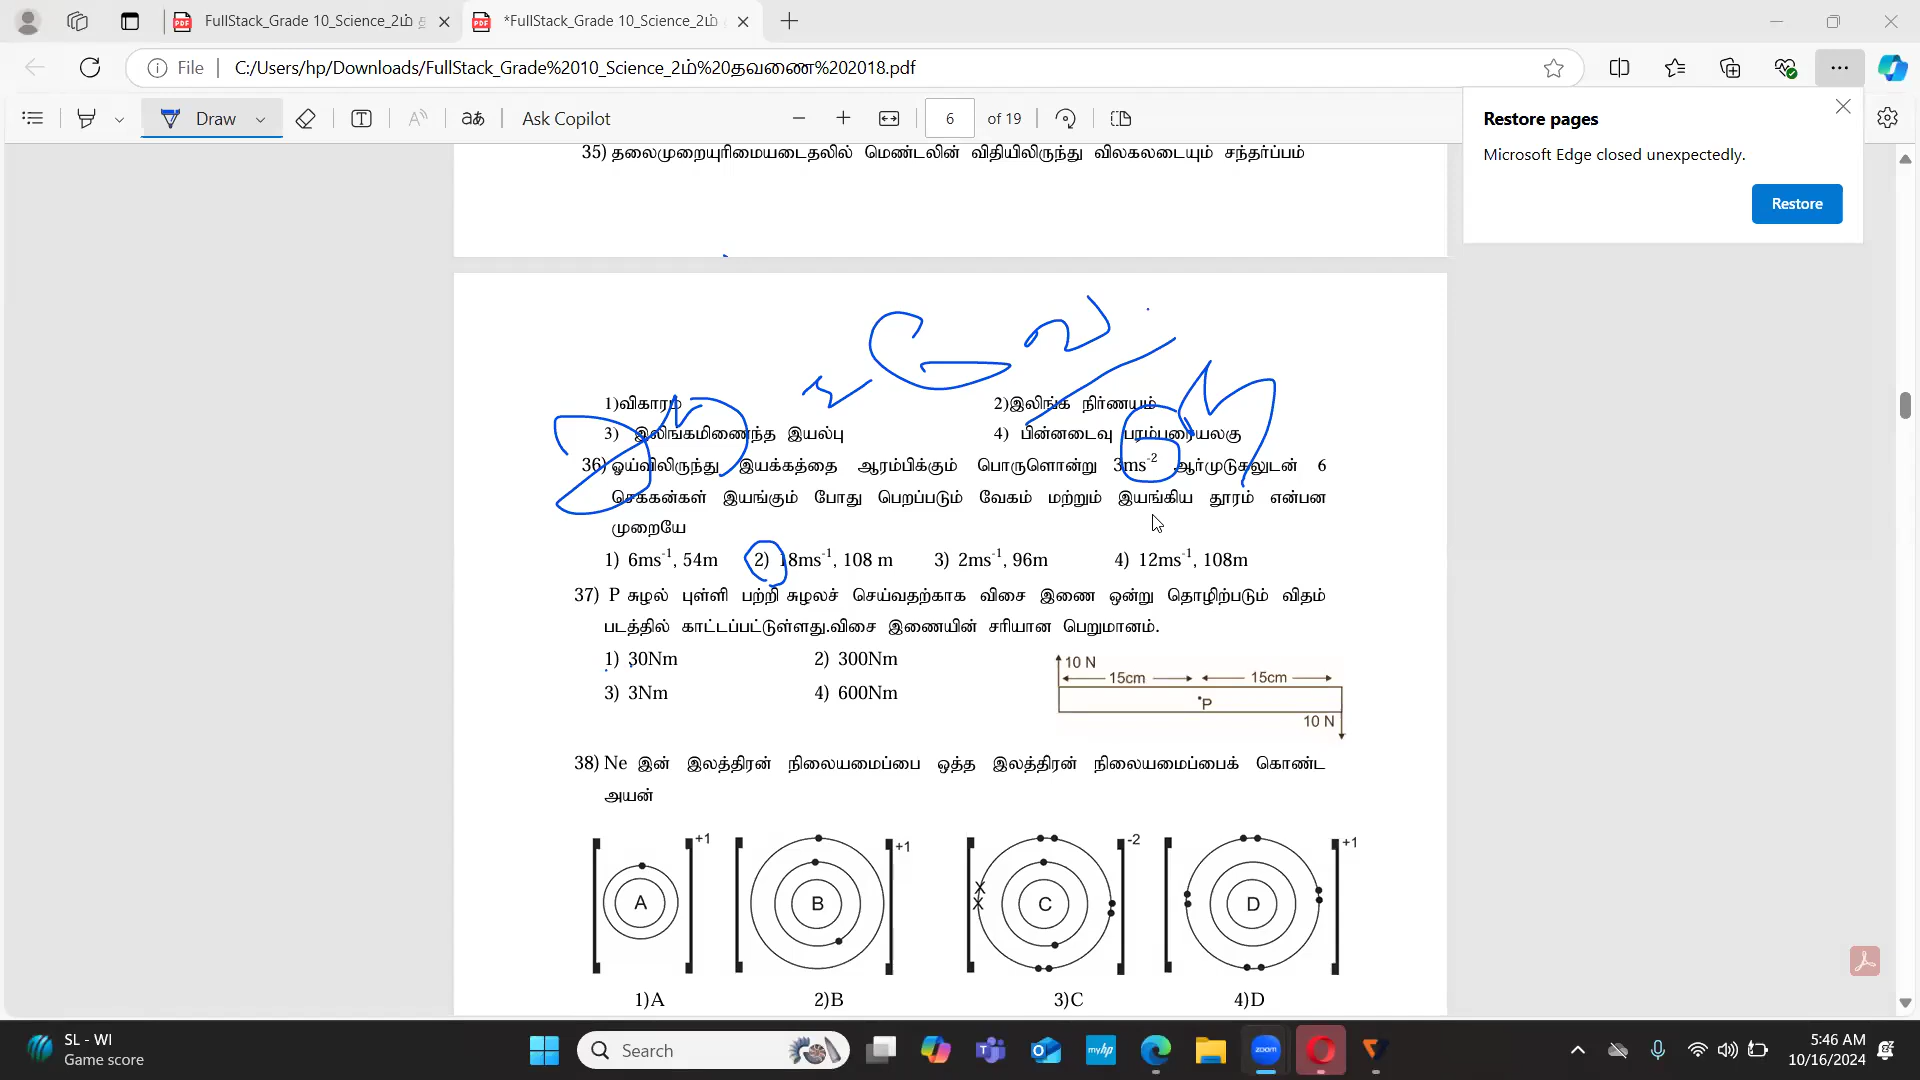 FullStack_Grade 10_Science_2ம் த
*FullStack_Grade 10_Science_2ம் த
File
C:/Users/hp/Downloads/FullStack_Grade%2010_Science_2ம்%20தவணை%202018.pdf
Draw
Ask Copilot
6 of 19
Restore pages
Microsoft Edge closed unexpectedly.
Restore
35) தலைமுறையுரிமையடைதலில் மெண்டலின் விதியிலிருந்து விலகலடையும் சந்தர்ப்பம்
1)விகாரம் 2)இலிங்க நிர்ணயம்
3) இலிங்கமிணைந்த இயல்பு 4) பின்னடைவு பரம்பரையலகு
36) ஓய்விலிருந்து இயக்கத்தை ஆரம்பிக்கும் பொருளொன்று 3ms⁻² ஆர்முடுகலுடன் 6
செக்கன்கள் இயங்கும் போது பெறப்படும் வேகம் மற்றும் இயங்கிய தூரம் என்பன
முறையே
1) 6ms⁻¹, 54m 2) 18ms⁻¹, 108 m 3) 2ms⁻¹, 96m 4) 12ms⁻¹, 108m
37) P சுழல் புள்ளி பற்றி சுழலச் செய்வதற்காக விசை இணை ஒன்று தொழிற்படும் விதம்
படத்தில் காட்டப்பட்டுள்ளது.விசை இணையின் சரியான பெறுமானம்.
1) 30Nm 2) 300Nm
3) 3Nm 4) 600Nm
10 N
15cm 15cm
P
10 N
38) Ne இன் இலத்திரன் நிலையமைப்பை ஒத்த இலத்திரன் நிலையமைப்பைக் கொண்ட
அயன்
A +1 B +1 C -2 D +1
1)A 2)B 3)C 4)D
SL - WI
Game score
Search
myhp
zoom
5:46 AM
10/16/2024